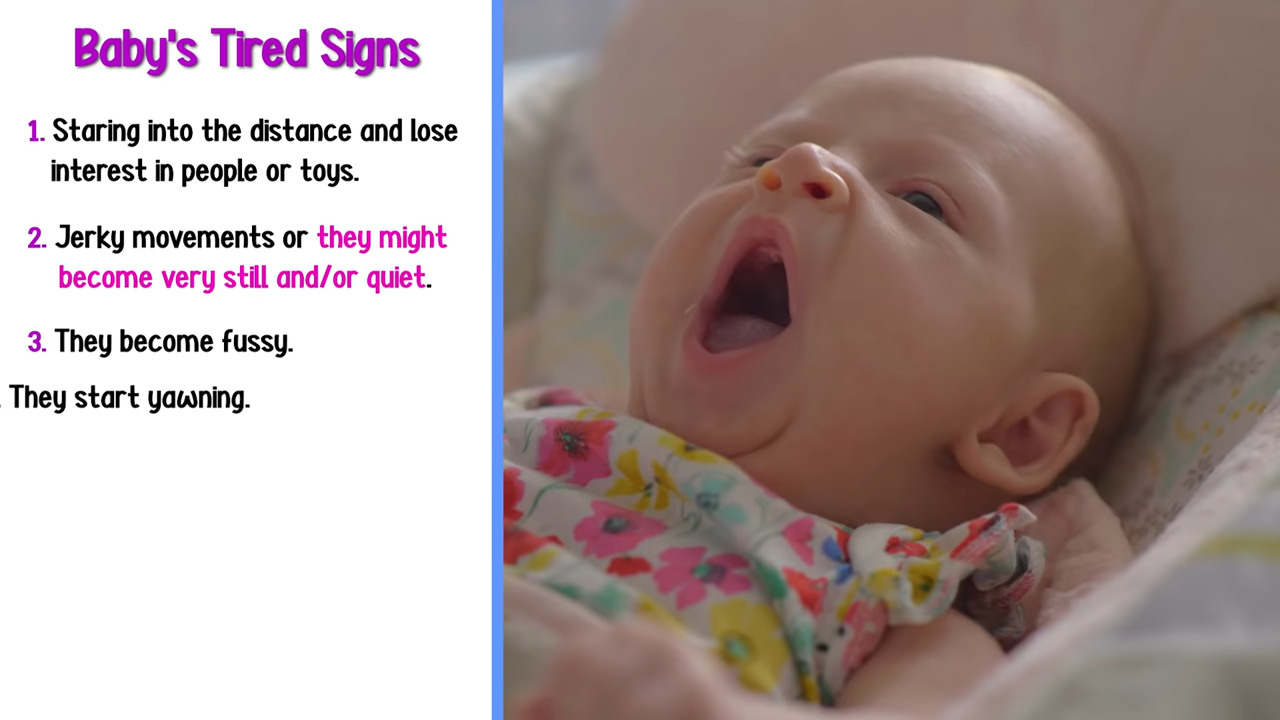 Baby's Tired Signs
1. Staring into the distance and lose
interest in people or toys.
2. Jerky movements or they might
become very still and/or quiet.
3. They become fussy.
. They start yawning.